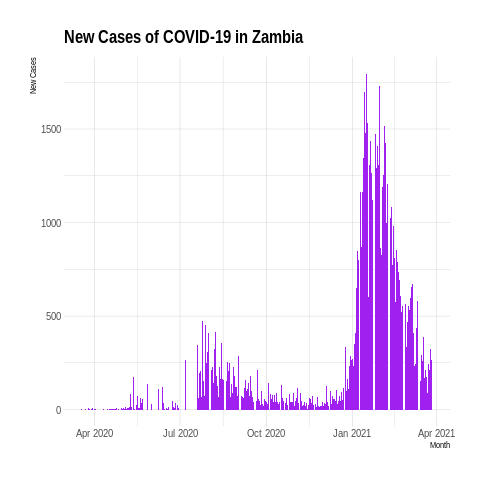 New Cases of COVID-19 in Zambia
New Cases
1500
1000
500
0
Apr 2020
Jul 2020
Oct 2020
Jan 2021
Apr 2021
Month